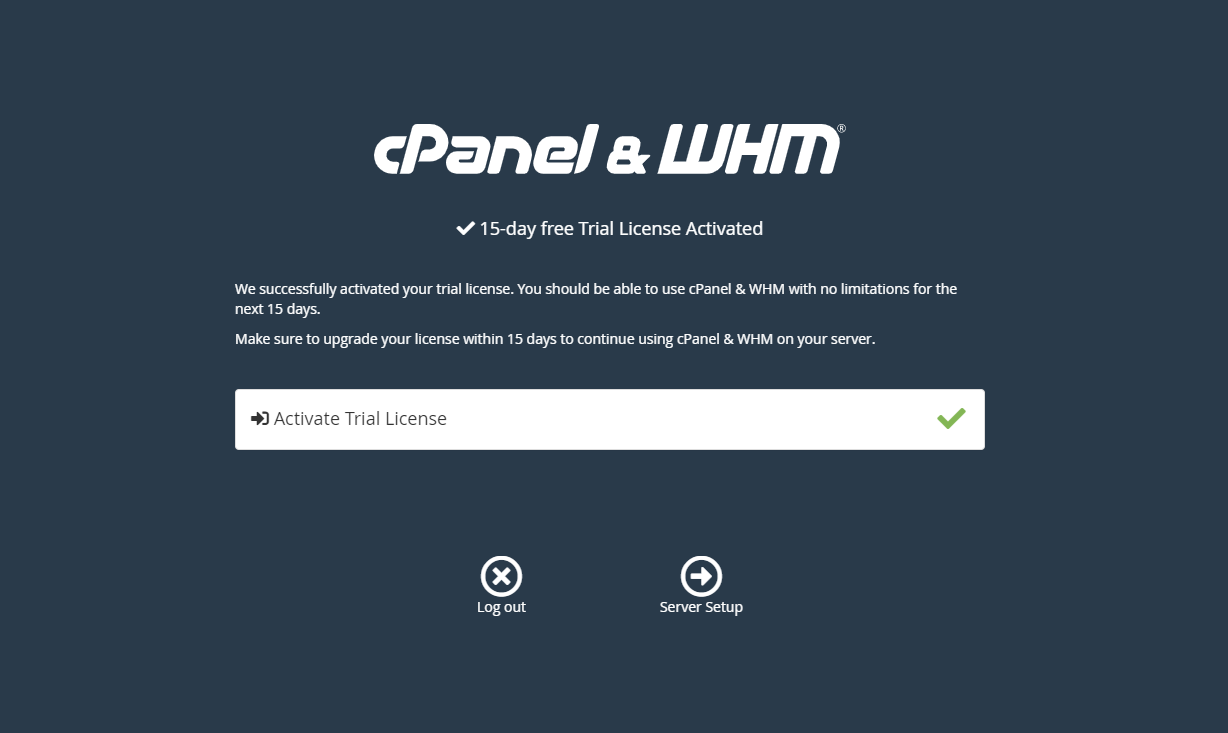 cPanel & WHM®
15-day free Trial License Activated
We successfully activated your trial license. You should be able to use cPanel & WHM with no limitations for the
next 15 days.
Make sure to upgrade your license within 15 days to continue using cPanel & WHM on your server.
Activate Trial License
Log out
Server Setup